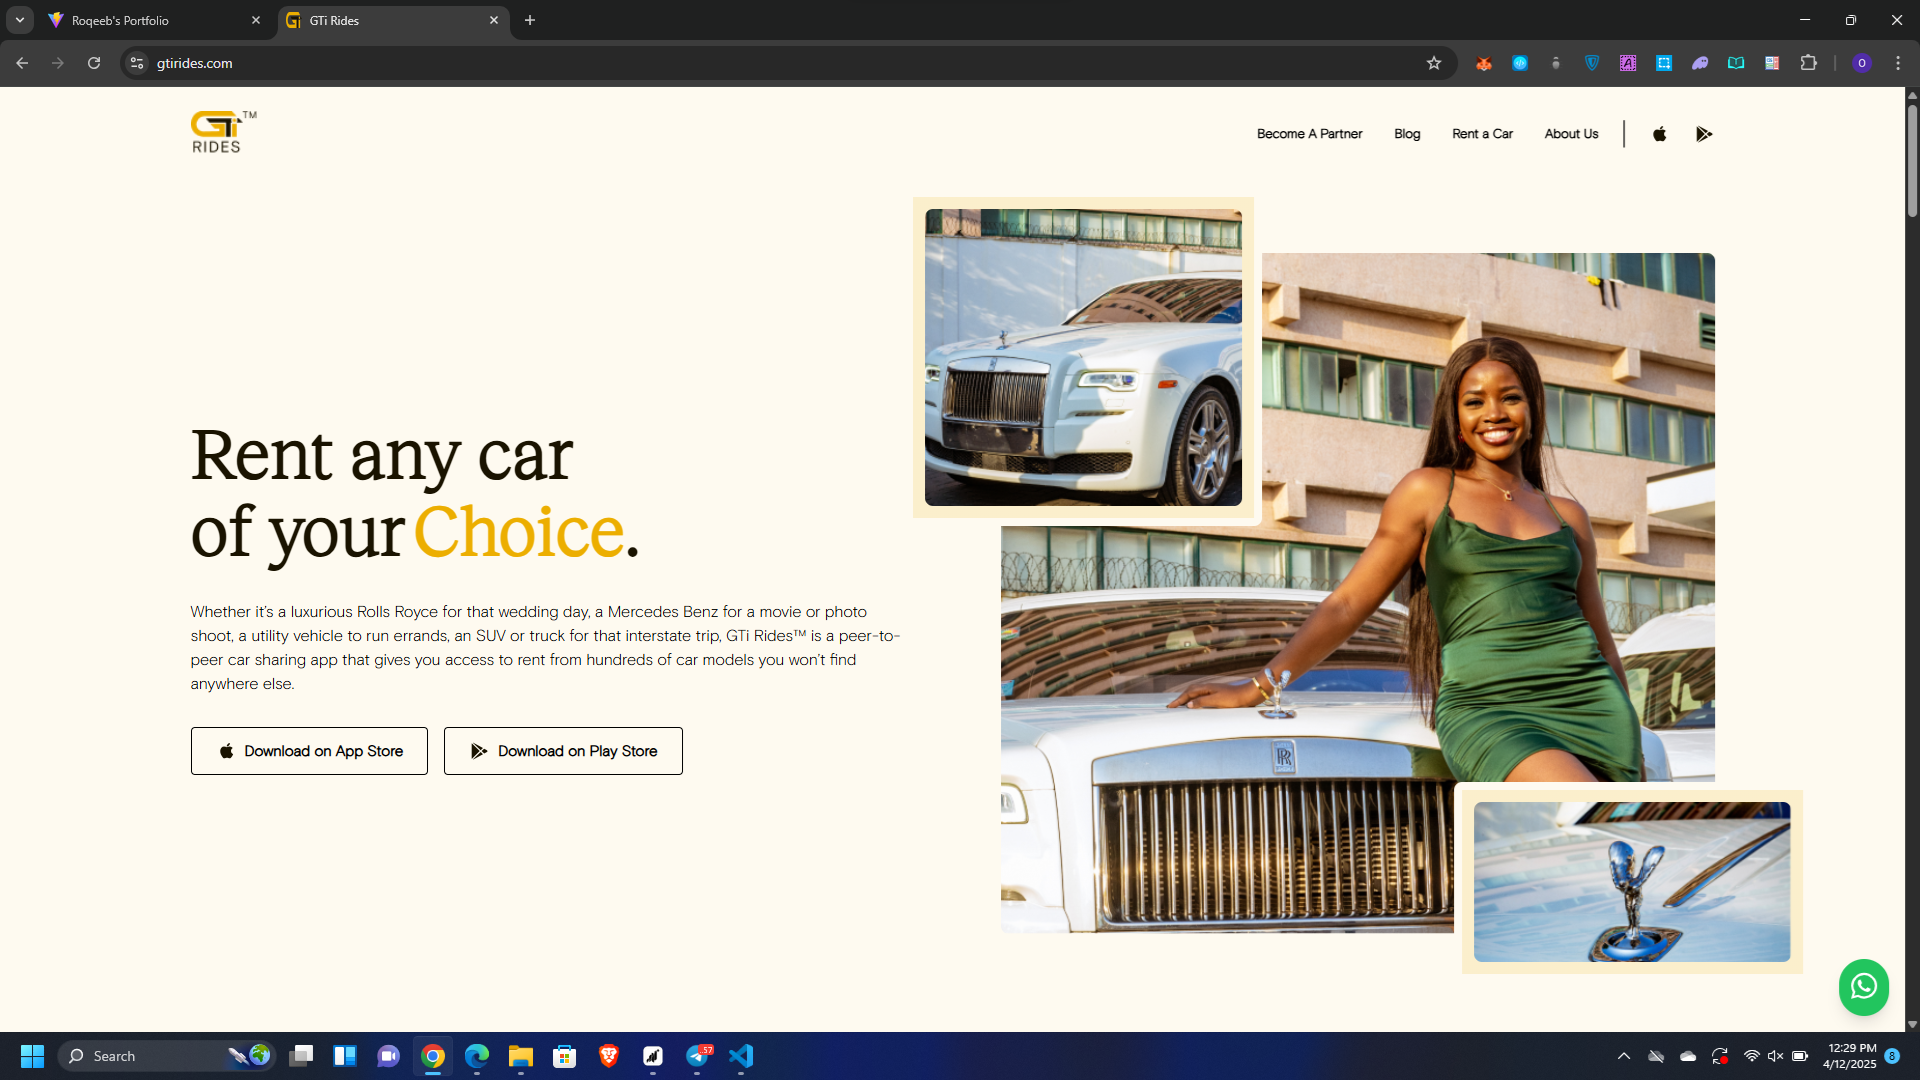 Roqeeb's Portfolio
GTi Rides
gtirides.com
O
GTi TM
RIDES
Become A Partner
Blog
Rent a Car
About Us
Rent any car
of your Choice.
Whether it's a luxurious Rolls Royce for that wedding day, a Mercedes Benz for a movie or photo
shoot, a utility vehicle to run errands, an SUV or truck for that interstate trip, GTi Rides™ is a peer-to-
peer car sharing app that gives you access to rent from hundreds of car models you won't find
anywhere else.
Download on App Store
Download on Play Store
RR
Search
57
12:29 PM
4/12/2025
8